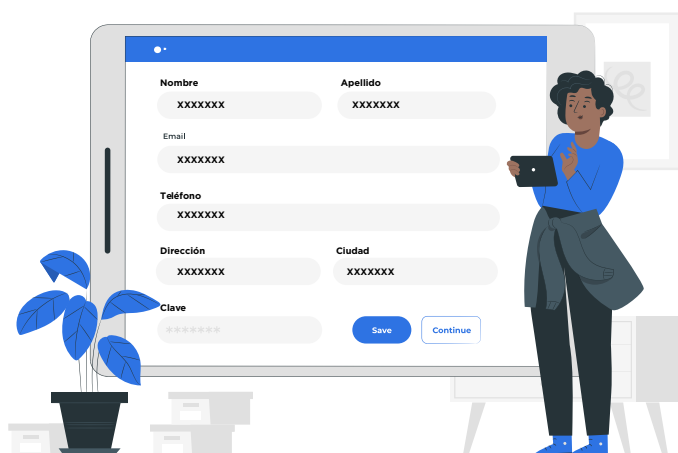 Nombre Apellido
XXXXXXX XXXXXXX
Email
XXXXXXX
Teléfono
XXXXXXX
Dirección Ciudad
XXXXXXX XXXXXXX
Clave
******* Save Continue